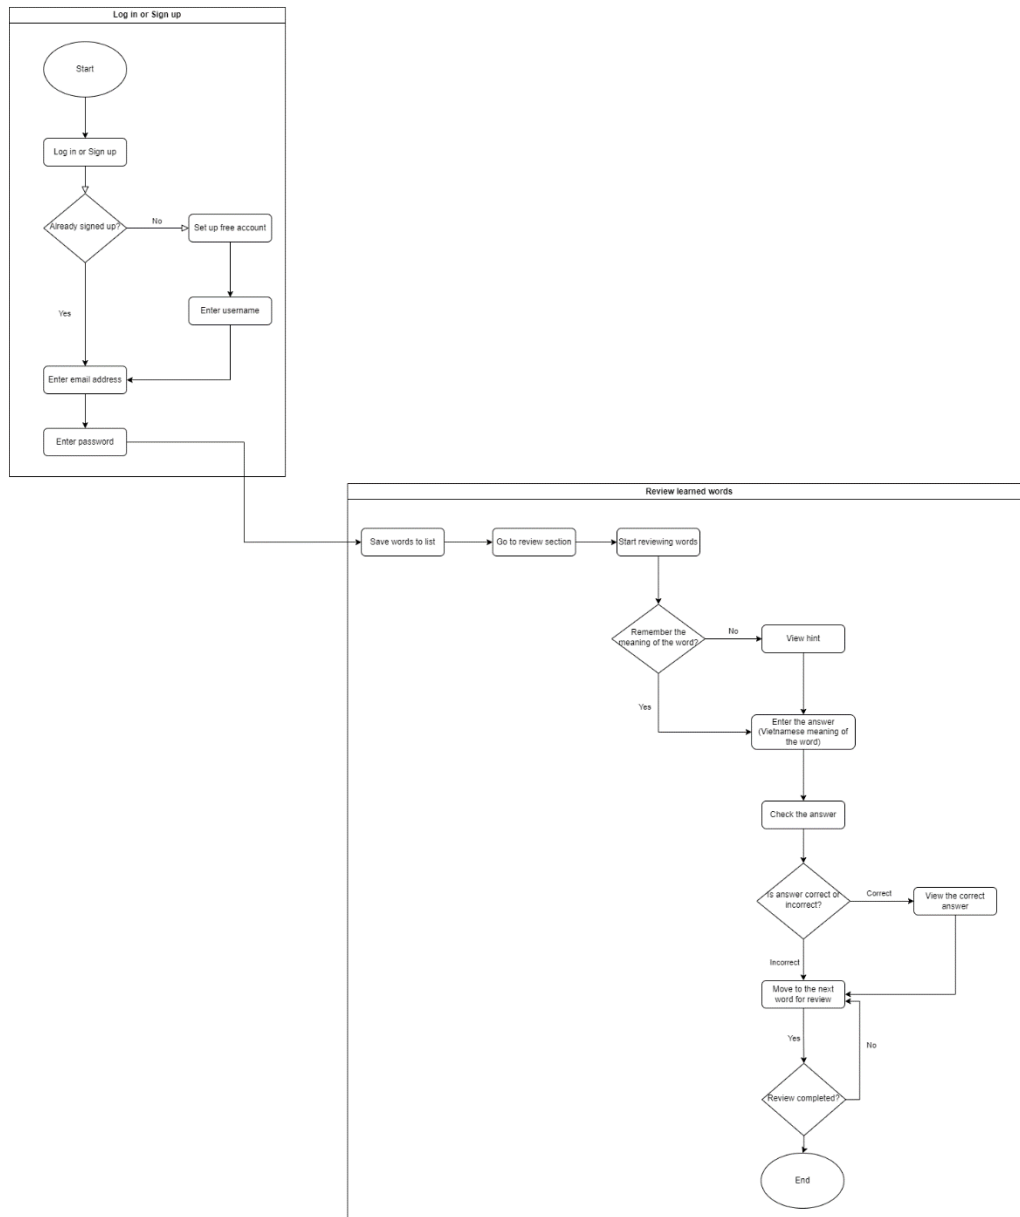 Log in or Sign up
Start
Log in or Sign up
Already signed up?
No
Set up free account
Enter username
Yes
Enter email address
Enter password
Review learned words
Save words to list
Go to review section
Start reviewing words
Remember the
meaning of the word?
No
View hint
Yes
Enter the answer
(Vietnamese meaning of
the word)
Check the answer
Is answer correct or
incorrect?
Correct
View the correct
answer
Incorrect
Move to the next
word for review
Yes
No
Review completed?
End